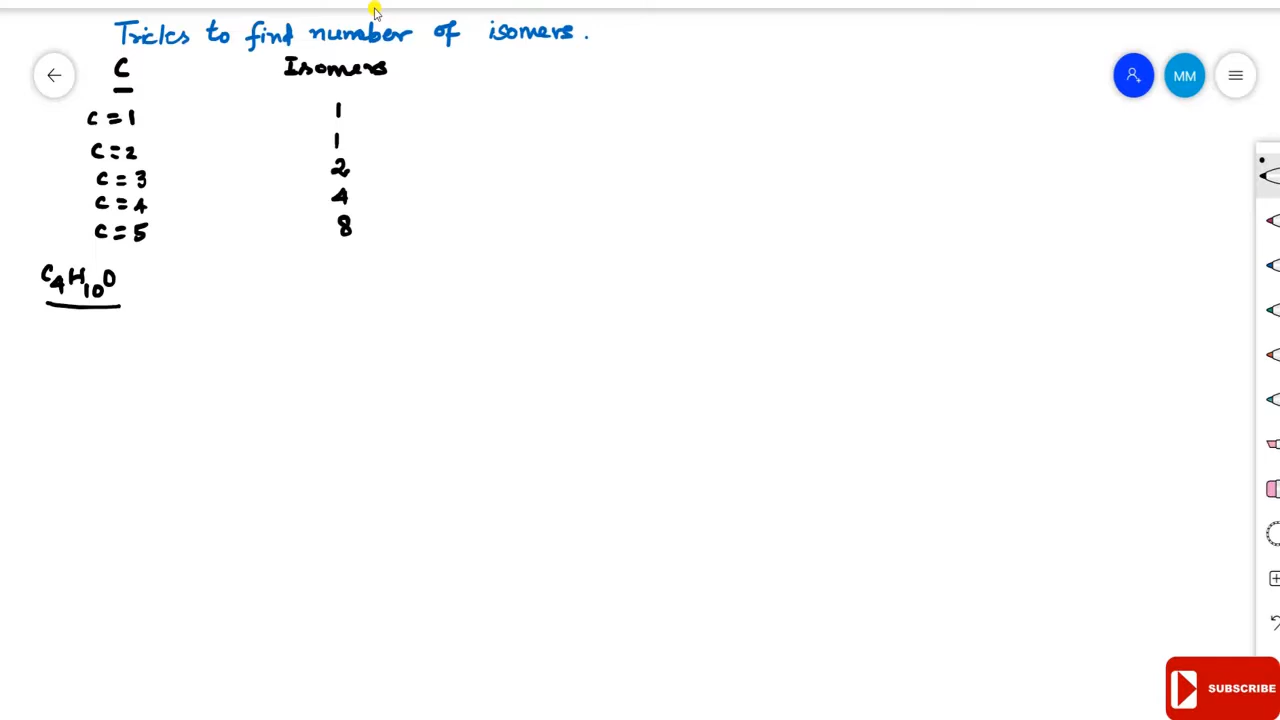 Tricks to find number of isomers.
C Isomers
C = 1 1
C = 2 1
C = 3 2
C = 4 4
C = 5 8
C4H10O
MM
SUBSCRIBE